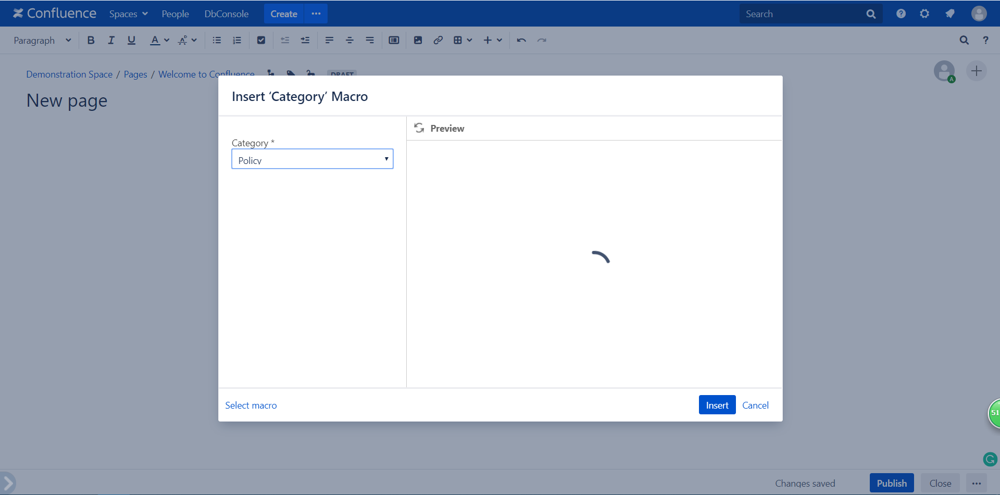 Confluence Spaces People DbConsole Create ··· Search
Paragraph B I U A
Demonstration Space / Pages / Welcome to Confluence DRAFT
A
New page
Insert ‘Category’ Macro
Preview
Category *
Policy
Select macro
Insert Cancel
51
Changes saved
Publish Close ···